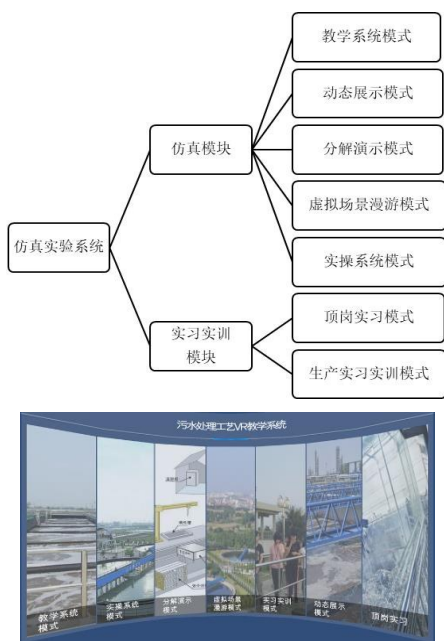 教学系统模式
动态展示模式
仿真模块
分解演示模式
虚拟场景漫游模式
仿真实验系统
实操系统模式
实习实训
模块
顶岗实习模式
生产实习实训模式
污水处理工艺VR教学系统
教学系统
模式
实操系统
模式
分解演示
模式
虚拟场景
漫游模式
实习实训
模式
动态展示
模式
顶岗实习